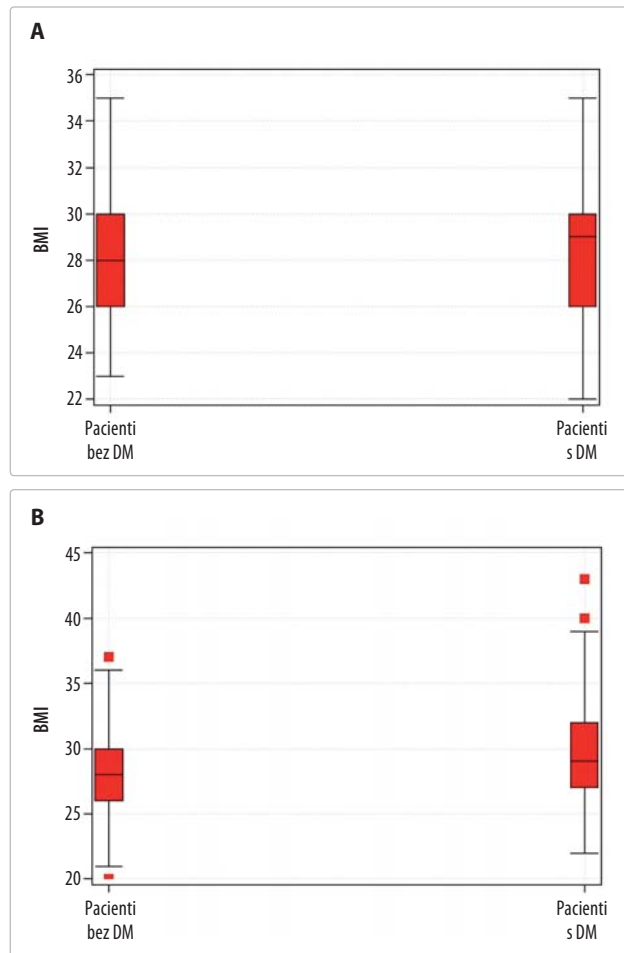 A
36
34
32
30
28
26
24
22
BMI
Pacienti
bez DM
Pacienti
s DM
B
45
40
35
30
25
20
BMI
Pacienti
bez DM
Pacienti
s DM